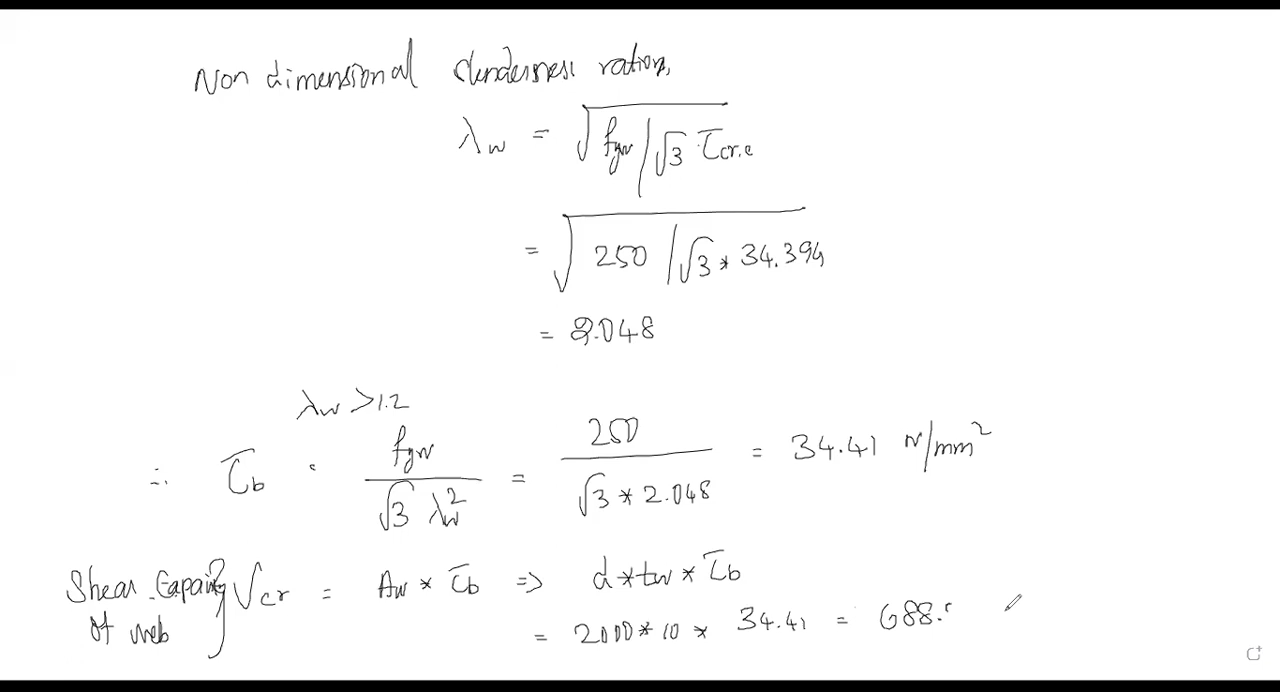 Non dimensional slenderness ratio,
λw = √(fyw / √3 τcr.e)
= √(250 / √3 * 34.394)
= 2.048
λw > 1.2
∴ τb = fyw / √3 λw² = 250 / √3 * 2.048 = 34.41 N/mm²
Shear Capacity of web } Vcr = Aw * τb => d * tw * τb
= 2000 * 10 * 34.41 = 688.